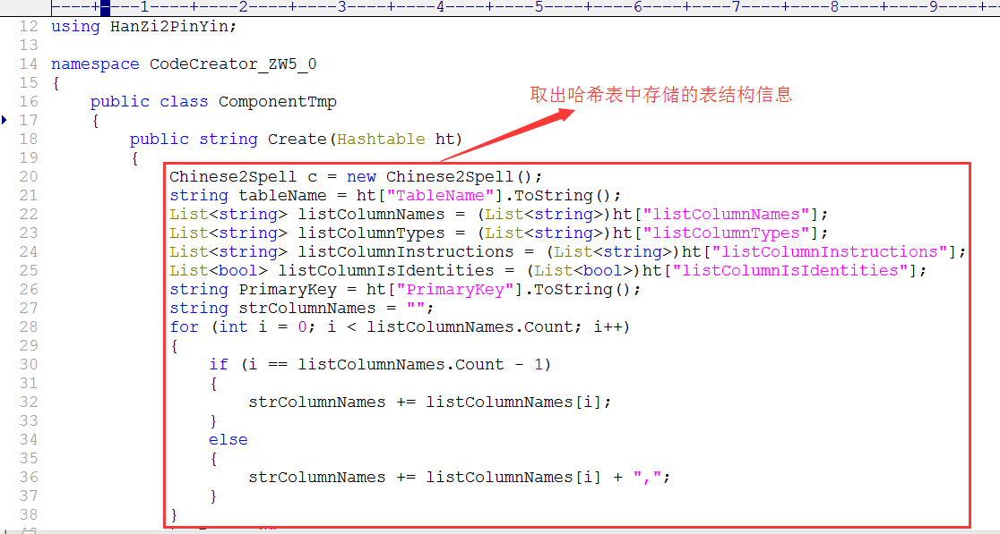 ----+----1----+----2----+----3----+----4----+----5----+----6----+----7----+----8----+----9----+--
12 using HanZi2PinYin;
13
14 namespace CodeCreator_ZW5_0
15 {
16     public class ComponentTmp
取出哈希表中存储的表结构信息
17     {
18         public string Create(Hashtable ht)
19         {
20             Chinese2Spell c = new Chinese2Spell();
21             string tableName = ht["TableName"].ToString();
22             List<string> listColumnNames = (List<string>)ht["listColumnNames"];
23             List<string> listColumnTypes = (List<string>)ht["listColumnTypes"];
24             List<string> listColumnInstructions = (List<string>)ht["listColumnInstructions"];
25             List<bool> listColumnIsIdentities = (List<bool>)ht["listColumnIsIdentities"];
26             string PrimaryKey = ht["PrimaryKey"].ToString();
27             string strColumnNames = "";
28             for (int i = 0; i < listColumnNames.Count; i++)
29             {
30                 if (i == listColumnNames.Count - 1)
31                 {
32                     strColumnNames += listColumnNames[i];
33                 }
34                 else
35                 {
36                     strColumnNames += listColumnNames[i] + ",";
37                 }
38             }